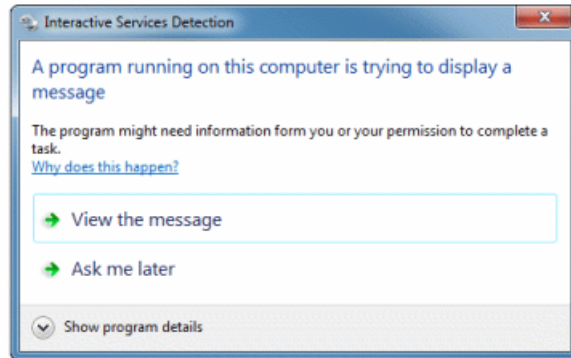 Interactive Services Detection
A program running on this computer is trying to display a
message
The program might need information form you or your permission to complete a
task.
Why does this happen?
View the message
Ask me later
Show program details